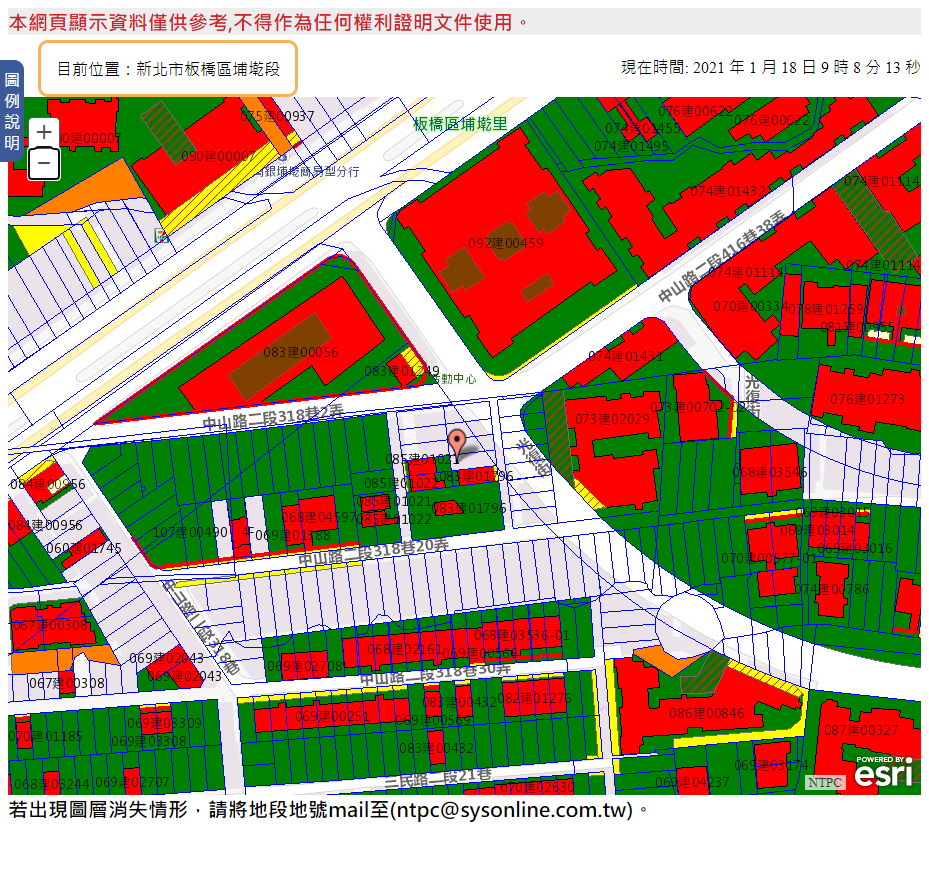 本網頁顯示資料僅供參考,不得作為任何權利證明文件使用。
目前位置：新北市板橋區埔墘段
現在時間: 2021 年 1 月 18 日 9 時 8 分 13 秒
圖例說明
+
−
075建00937
板橋區埔墘里
076建00622
076建00622
074建01455
074建01495
090建00007
074建01432
074建01114
092建00459
中山路二段416巷38弄
074建01114
074建01114
070建00334
078建01259
083建00056
074建01431
083建01249
活動中心
光復街
076建01273
中山路二段318巷2弄
073建02029
073建00702-02
085建01021
083建01796
068建03546
085建01022
084建00956
085建01021
083建01796
068建04597
085建01022
084建00956
107建00490
4F
069建01388
069建03014
060建01745
中山路二段318巷20弄
069建03016
070建00577-01
074建00786
067建00308
068建03536-01
069建02043
069建02708
069建02043
067建00308
中山路二段318巷30弄
083建00432
082建01276
069建00251
069建00569
086建00846
069建03309
070建01185
069建03308
087建00327
083建00432
069建03174
三民路二段21巷
068建03244
069建02707
070建02630
069建04237
NTPC
POWERED BY
esri
若出現圖層消失情形，請將地段地號mail至(ntpc@sysonline.com.tw)。